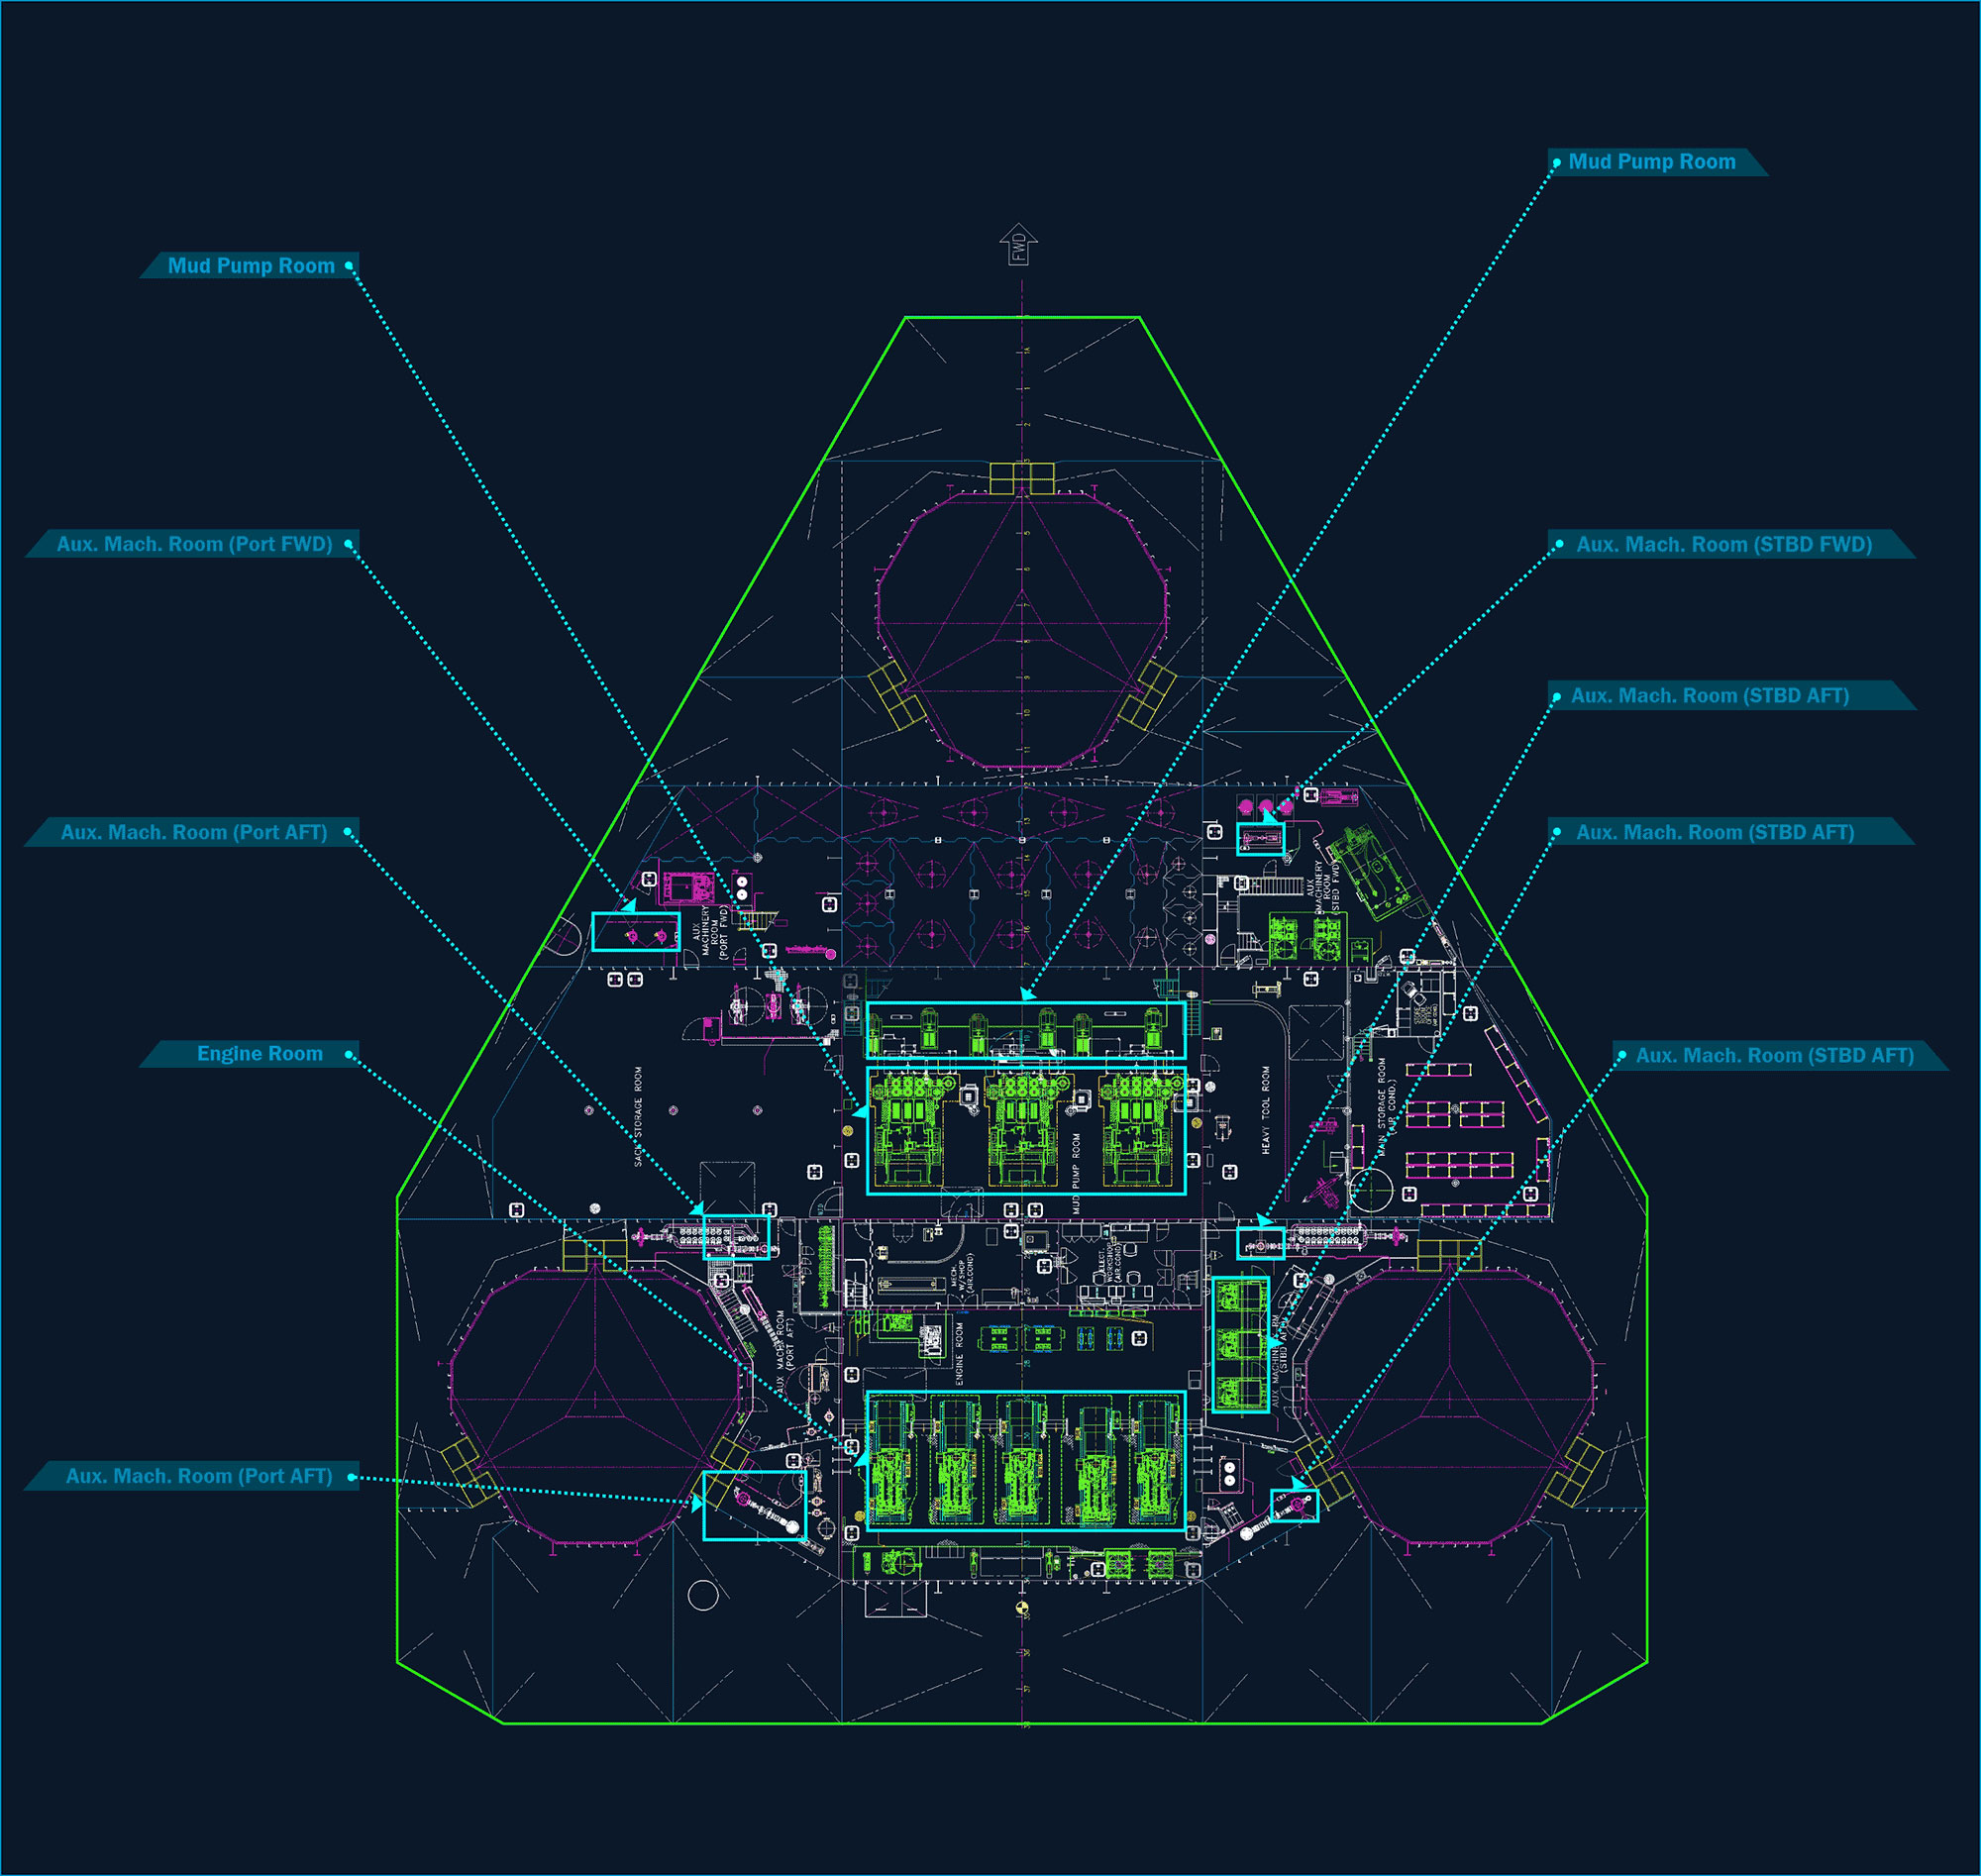 Mud Pump Room
FWD
Mud Pump Room
Aux. Mach. Room (Port FWD)
Aux. Mach. Room (STBD FWD)
Aux. Mach. Room (STBD AFT)
Aux. Mach. Room (Port AFT)
Aux. Mach. Room (STBD AFT)
AUX
MACHINERY
ROOM
(STBD FWD)
AUX
MACHINERY
ROOM
(PORT FWD)
Engine Room
Aux. Mach. Room (STBD AFT)
SACK STORAGE ROOM
MUD PUMP ROOM
HEAVY TOOL ROOM
MAIN STORAGE ROOM
(AIR COND.)
MECH.
W/SHOP
(AIR.COND)
ELECT.
WORKSHOP
(AIR.COND)
AUX MACH. ROOM
(PORT AFT)
ENGINE ROOM
AUX MACHINERY RM
(STBD AFT)
Aux. Mach. Room (Port AFT)